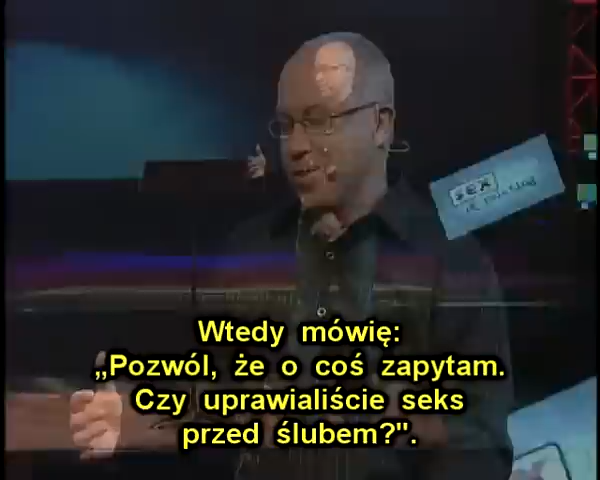 sex
Wtedy mówię:
„Pozwól, że o coś zapytam.
Czy uprawialiście seks
przed ślubem?".